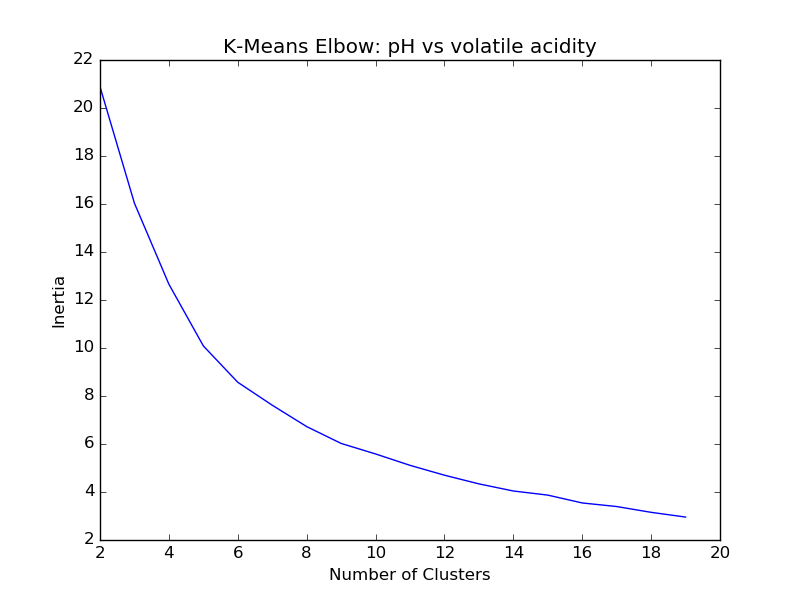 K-Means Elbow: pH vs volatile acidity
22
20
18
16
14
12
10
8
6
4
2
Inertia
2 4 6 8 10 12 14 16 18 20
Number of Clusters